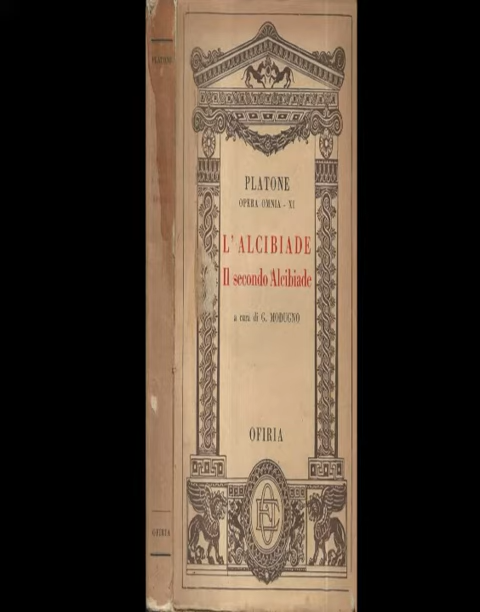 PLATONE
OPERA OMNIA - XI
L'ALCIBIADE
Il secondo Alcibiade
a cura di G. MODUGNO
OFIRIA
PLATONE
OFIRIA